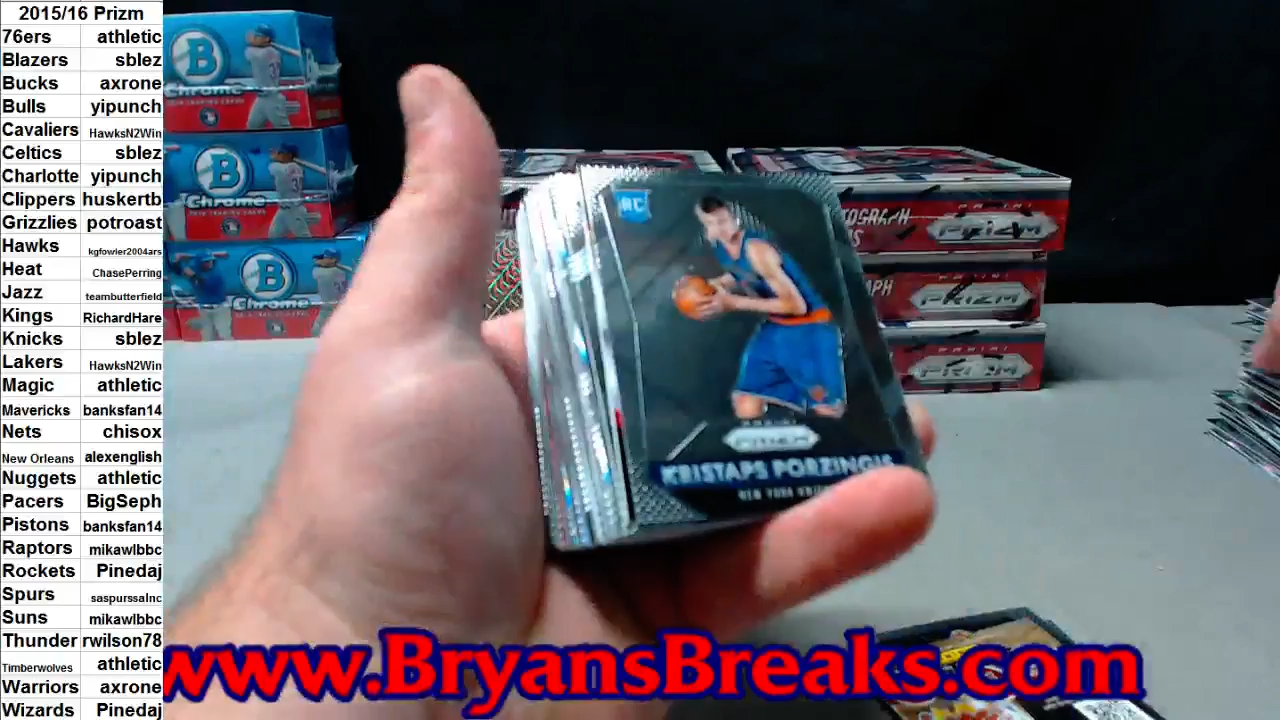 2015/16 Prizm
76ers athletic
Blazers sblez
Bucks axrone
Bulls yipunch
Cavaliers HawksN2Win
Celtics sblez
Charlotte yipunch
Clippers huskertb
Grizzlies potroast
Hawks kgfowler2004ars
Heat ChasePerring
Jazz teambutterfield
Kings RichardHare
Knicks sblez
Lakers HawksN2Win
Magic athletic
Mavericks banksfan14
Nets chisox
New Orleans alexenglish
Nuggets athletic
Pacers BigSeph
Pistons banksfan14
Raptors mikawlbbc
Rockets Pinedaj
Spurs saspurssalnc
Suns mikawlbbc
Thunder rwilson78
Timberwolves athletic
Warriors axrone
Wizards Pinedaj
B
Chrome
B
Chrome
B
Chrome
PRIZM
PANINI
PRIZM
PANINI
PRIZM
RC
PANINI
PRIZM
KRISTAPS PORZINGIS
NEW YORK
www.BryansBreaks.com